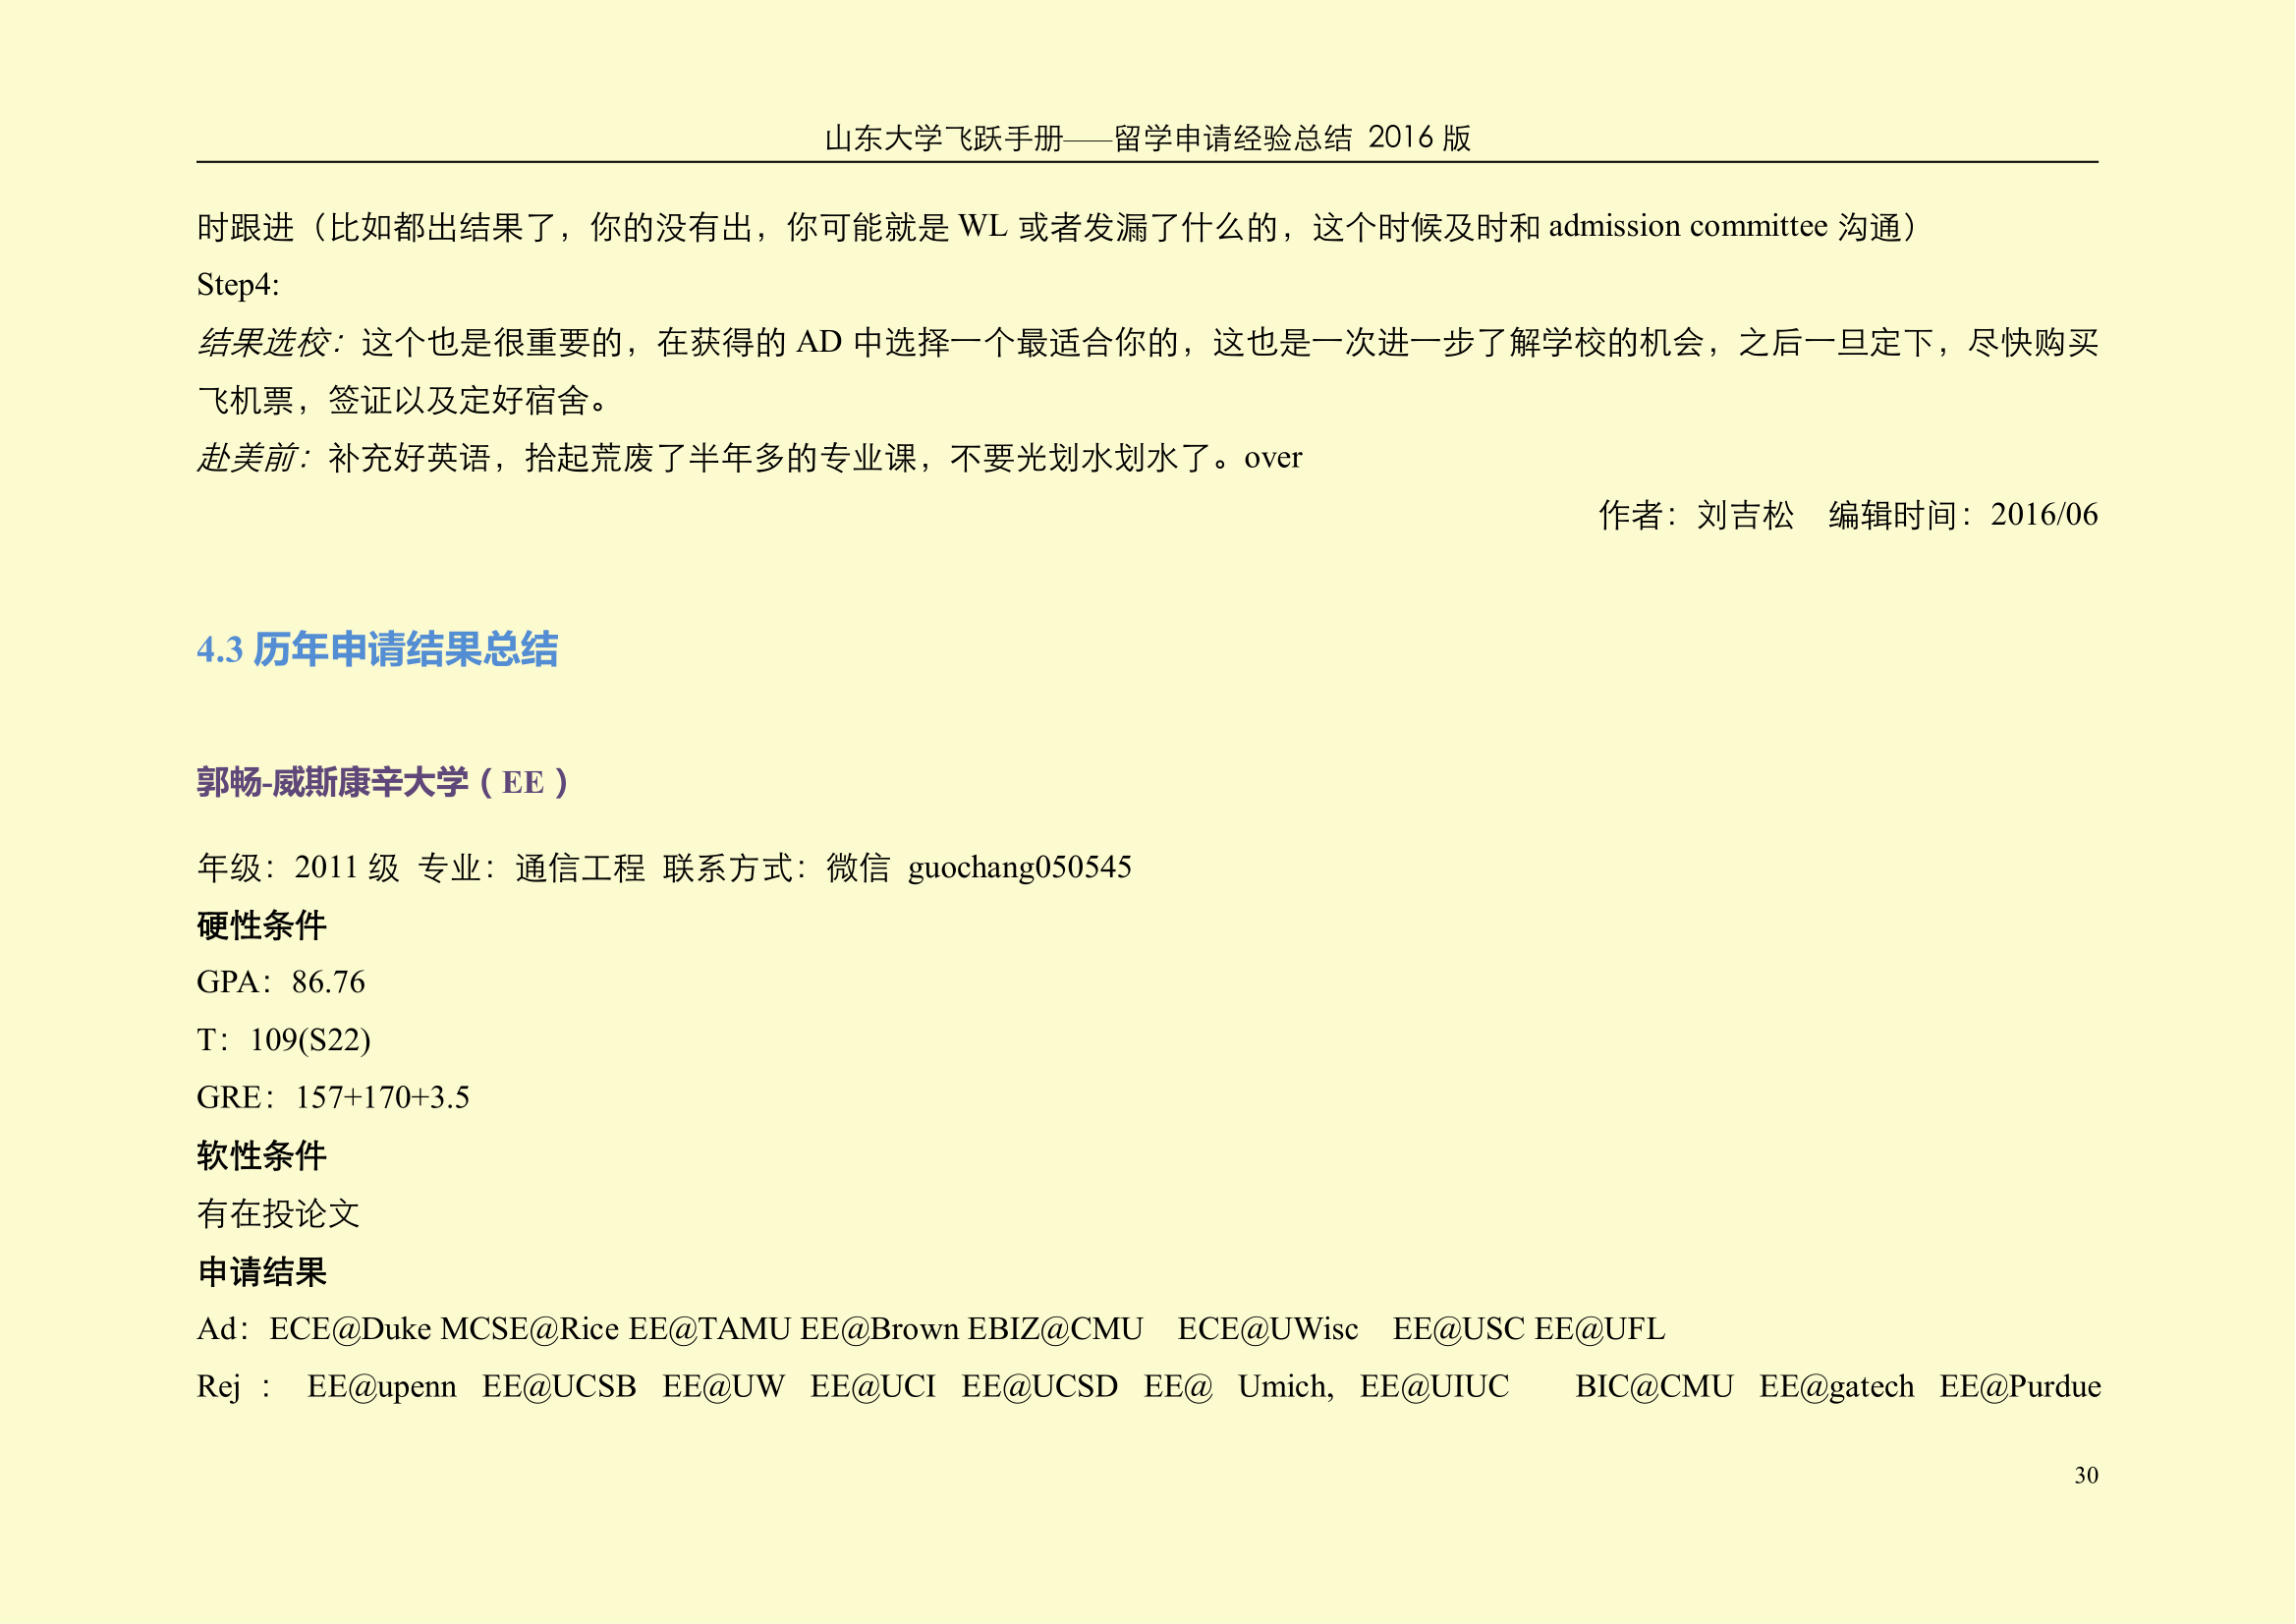 山东大学飞跃手册——留学申请经验总结 2016 版
时跟进（比如都出结果了，你的没有出，你可能就是 WL 或者发漏了什么的，这个时候及时和 admission committee 沟通）
Step4:
结果选校：这个也是很重要的，在获得的 AD 中选择一个最适合你的，这也是一次进一步了解学校的机会，之后一旦定下，尽快购买
飞机票，签证以及定好宿舍。
赴美前：补充好英语，拾起荒废了半年多的专业课，不要光划水划水了。over
作者：刘吉松　编辑时间：2016/06
4.3 历年申请结果总结
郭畅-威斯康辛大学（EE）
年级：2011 级 专业：通信工程 联系方式：微信 guochang050545
硬性条件
GPA：86.76
T：109(S22)
GRE：157+170+3.5
软性条件
有在投论文
申请结果
Ad：ECE@Duke MCSE@Rice EE@TAMU EE@Brown EBIZ@CMU　ECE@UWisc　EE@USC EE@UFL
Rej ： EE@upenn EE@UCSB EE@UW EE@UCI EE@UCSD EE@ Umich, EE@UIUC　BIC@CMU EE@gatech EE@Purdue
30